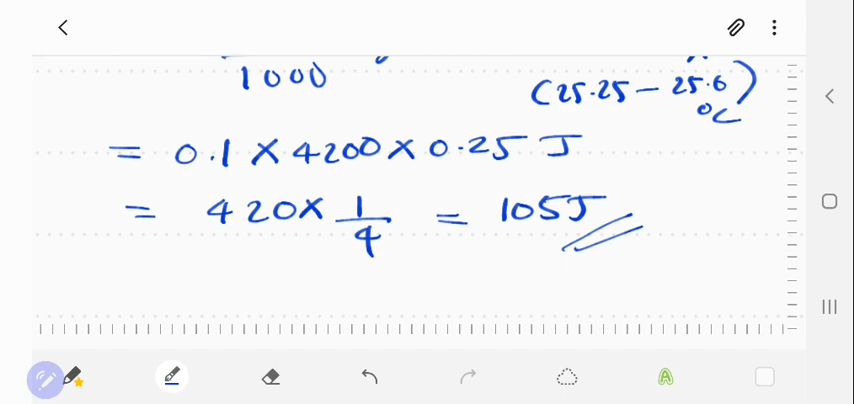 1000
(25.25 - 25.0) °C
= 0.1 × 4200 × 0.25 J
= 420 × 1/4 = 105J
A